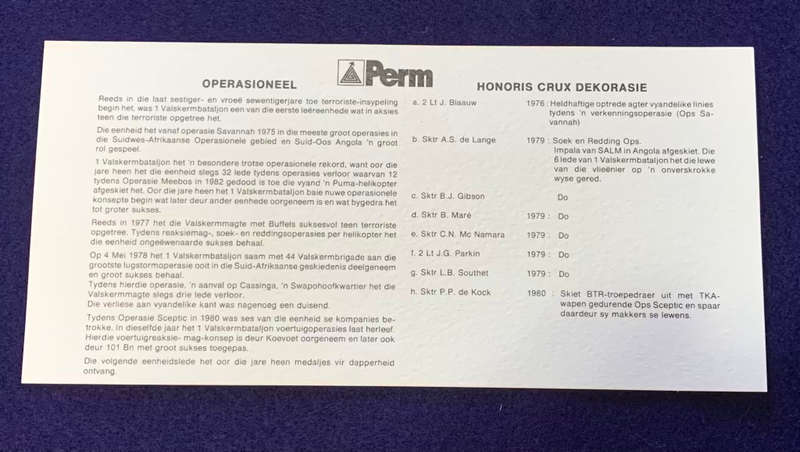 Perm
OPERASIONEEL
Reeds in die laat sestiger- en vroeë sewentigerjare toe terroriste-insypeling
begin het, was 1 Valskermbataljon een van die eerste leëreenhede wat in aksies
teen die terroriste opgetree het.
Die eenheid het vanaf operasie Savannah 1975 in die meeste groot operasies in
die Suidwes-Afrikaanse Operasionele gebied en Suid-Oos Angola 'n groot
rol gespeel.
1 Valskermbataljon het 'n besondere trotse operasionele rekord, want oor die
jare heen het die eenheid slegs 32 lede tydens operasies verloor waarvan 12
tydens Operasie Meebos in 1982 gedood is toe die vyand 'n Puma-helikopter
afgeskiet het. Oor die jare heen het 1 Valskermbataljon baie nuwe operasionele
konsepte begin wat later deur ander eenhede oorgeneem is en wat bygedra het
tot groter sukses.
Reeds in 1977 het die Valskermmagte met Buffels suksesvol teen terroriste
opgetree. Tydens reaksiemag-, soek- en reddingsoperasies per helikopter het
die eenheid ongeëwenaarde sukses behaal.
Op 4 Mei 1978 het 1 Valskermbataljon saam met 44 Valskermbrigade aan die
grootste lugstormoperasie ooit in die Suid-Afrikaanse geskiedenis deelgeneem
en groot sukses behaal.
Tydens hierdie operasie, 'n aanval op Cassinga, 'n Swapohoofkwartier het die
Valskermmagte slegs drie lede verloor.
Die verliese aan vyandelike kant was nagenoeg een duisend.
Tydens Operasie Sceptic in 1980 was ses van die eenheid se kompanies be-
trokke. In dieselfde jaar het 1 Valskermbataljon voertuigoperasies laat herleef.
Hierdie voertuigreaksie- mag-konsep is deur Koevoet oorgeneem en later ook
deur 101 Bn met groot sukses toegepas.
Die volgende eenheidslede het oor die jare heen medaljes vir dapperheid
ontvang.
HONORIS CRUX DEKORASIE
a. 2 Lt J. Blaauw 1976 : Heldhaftige optrede agter vyandelike linies
tydens 'n verkenningsoperasie (Ops Sa-
vannah)
b. Sktr A.S. de Lange 1979 : Soek en Redding Ops.
Impala van SALM in Angola afgeskiet. Die
6 lede van 1 Valskermbataljon het die lewe
van die vlieënier op 'n onverskrokke
wyse gered.
c. Sktr B.J. Gibson Do
d. Sktr B. Maré 1979 : Do
e. Sktr C.N. Mc Namara 1979 : Do
f. 2 Lt J.G. Parkin 1979 : Do
g. Sktr L.B. Southet 1979 : Do
h. Sktr P.P. de Kock 1980 : Skiet BTR-troepedraer uit met TKA-
wapen gedurende Ops Sceptic en spaar
daardeur sy makkers se lewens.